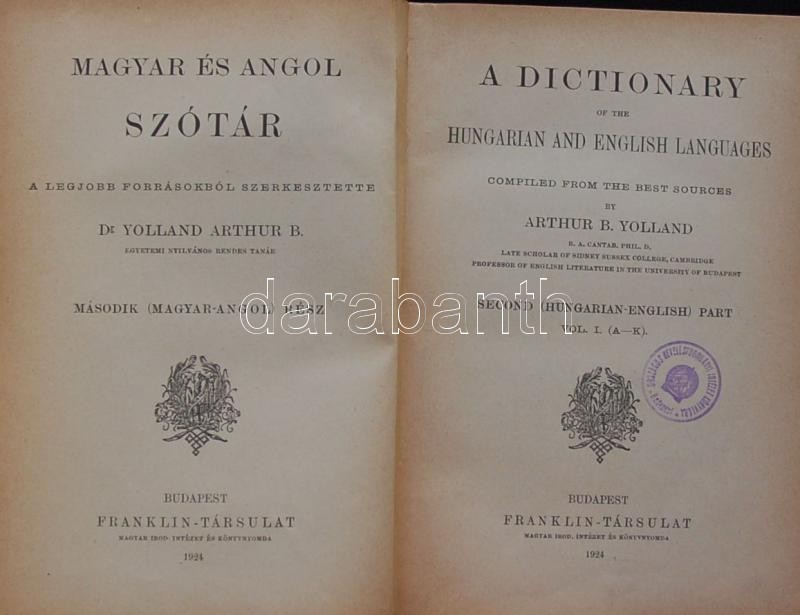 MAGYAR ÉS ANGOL
SZÓTÁR
A LEGJOBB FORRÁSOKBÓL SZERKESZTETTE
Dr YOLLAND ARTHUR B.
EGYETEMI NYILVÁNOS RENDES TANÁR
MÁSODIK (MAGYAR-ANGOL) RÉSZ
BUDAPEST
FRANKLIN-TÁRSULAT
MAGYAR IROD. INTÉZET ÉS KÖNYVNYOMDA
1924
A DICTIONARY
OF THE
HUNGARIAN AND ENGLISH LANGUAGES
COMPILED FROM THE BEST SOURCES
BY
ARTHUR B. YOLLAND
B. A. CANTAB. PHIL. D.
LATE SCHOLAR OF SIDNEY SUSSEX COLLEGE, CAMBRIDGE
PROFESSOR OF ENGLISH LITERATURE IN THE UNIVERSITY OF BUDAPEST
SECOND (HUNGARIAN-ENGLISH) PART
VOL. I. (A—K).
BUDAPEST
FRANKLIN-TÁRSULAT
MAGYAR IROD. INTÉZET ÉS KÖNYVNYOMDA
1924
darabanth